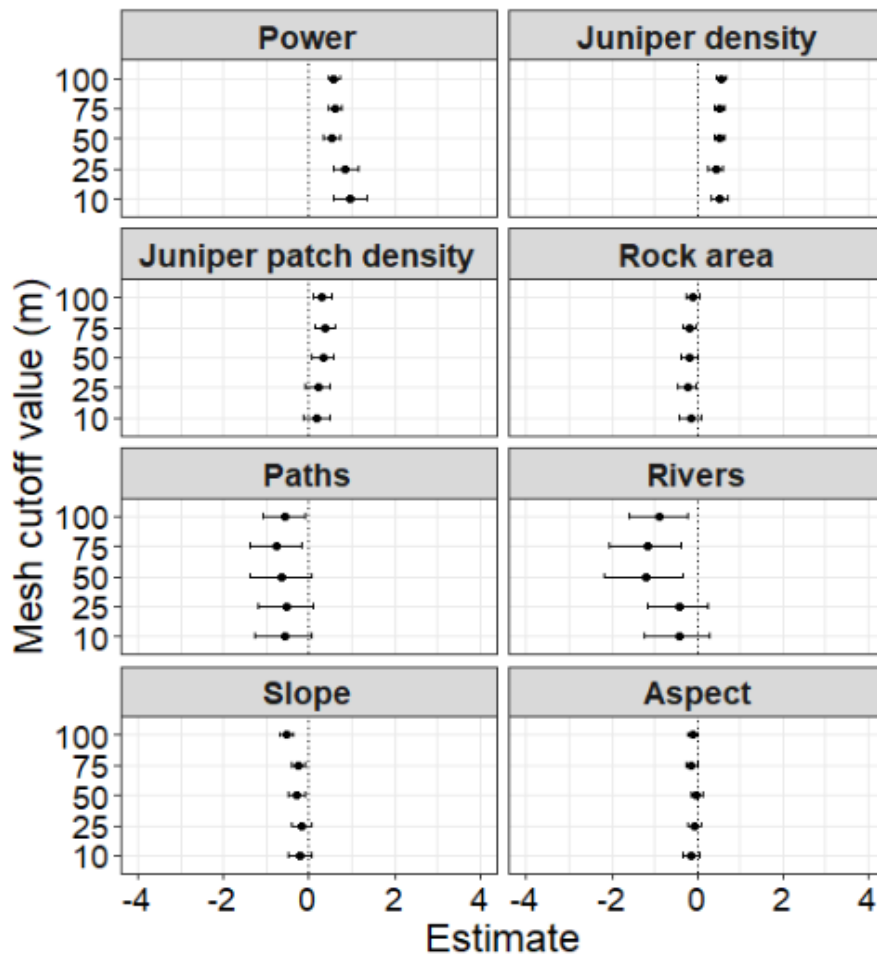 Power
Juniper density
100
75
50
25
10
Juniper patch density
Rock area
100
75
50
25
10
Mesh cutoff value (m)
Paths
Rivers
100
75
50
25
10
Slope
Aspect
100
75
50
25
10
-4 -2 0 2 4 -4 -2 0 2 4
Estimate